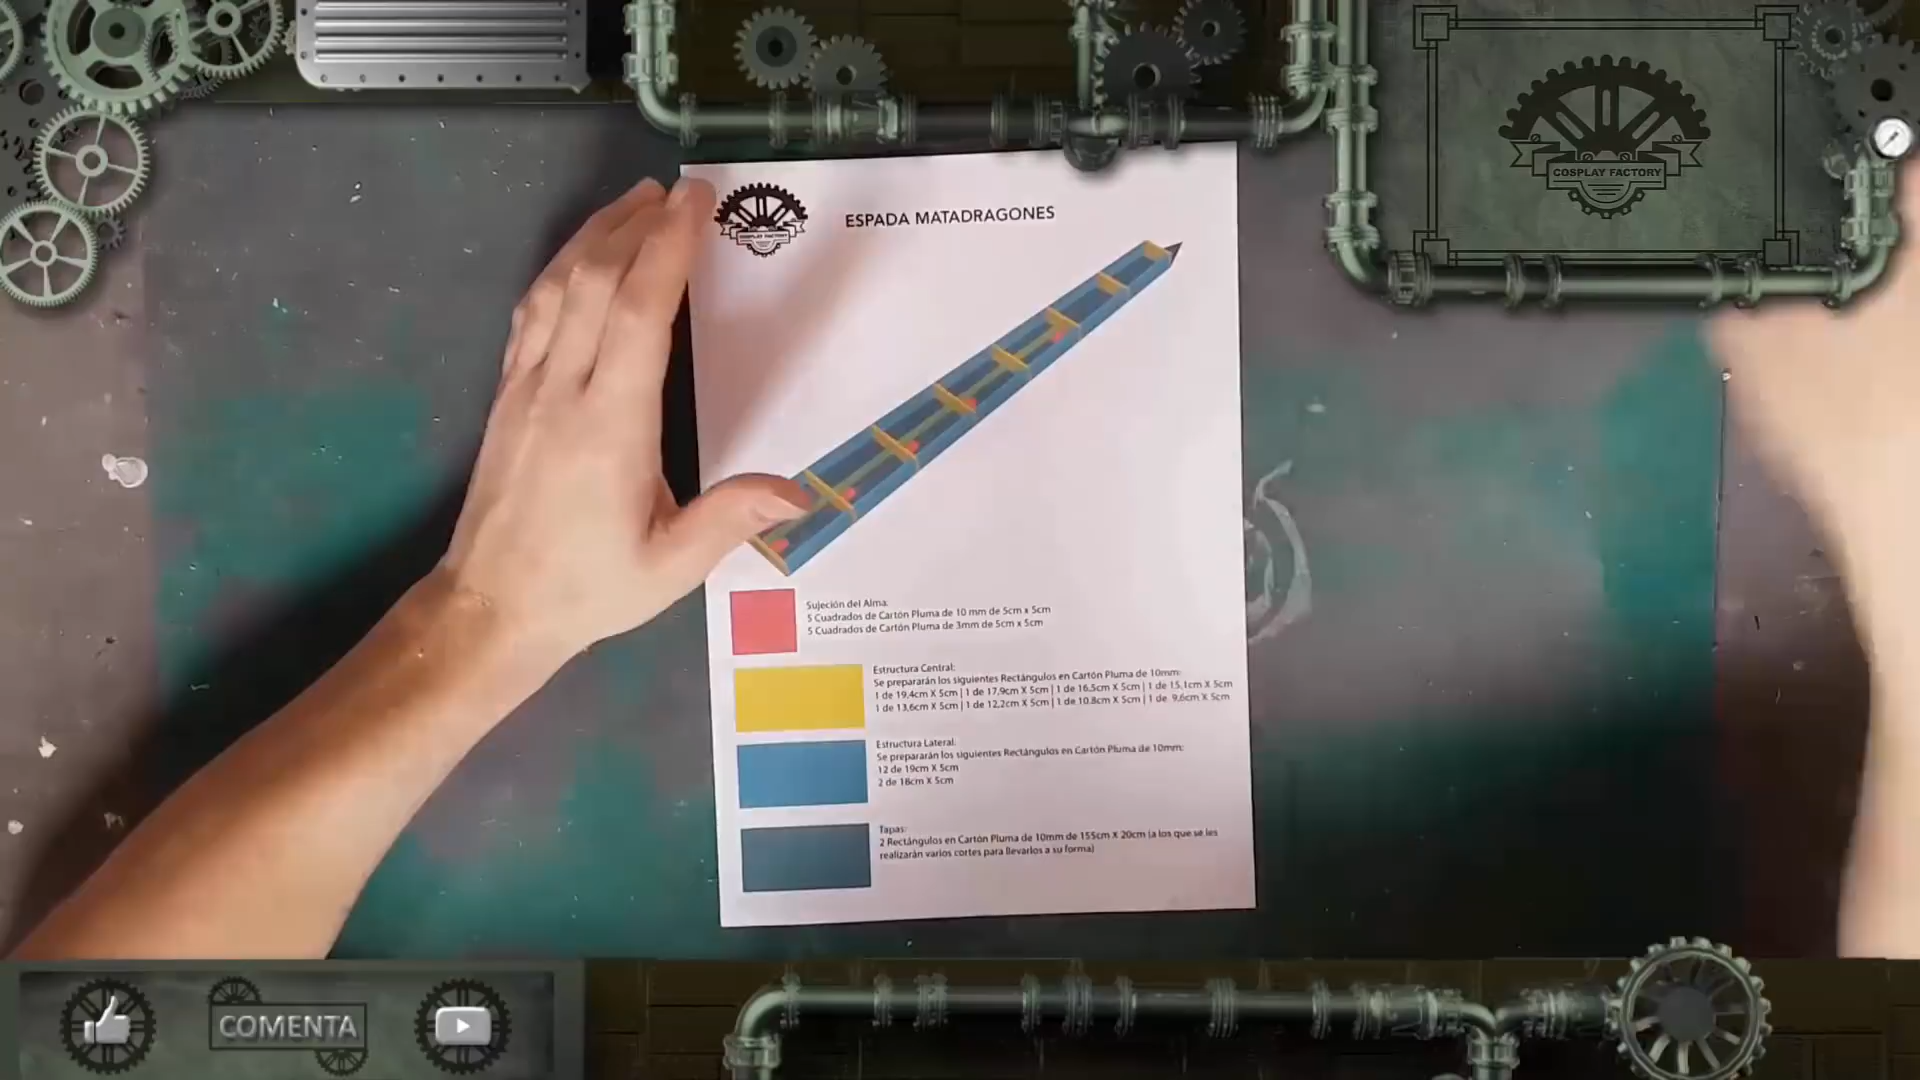 COSPLAY FACTORY
COSPLAY FACTORY
ESPADA MATADRAGONES
Sujeción del Alma:
5 Cuadrados de Cartón Pluma de 10 mm de 5cm x 5cm
5 Cuadrados de Cartón Pluma de 3mm de 5cm x 5cm
Estructura Central:
Se prepararán los siguientes Rectángulos en Cartón Pluma de 10mm:
1 de 19,4cm X 5cm | 1 de 17,9cm X 5cm | 1 de 16,5cm X 5cm | 1 de 15,1cm X 5cm
1 de 13,6cm X 5cm | 1 de 12,2cm X 5cm | 1 de 10.8cm X 5cm | 1 de 9,6cm X 5cm
Estructura Lateral:
Se prepararán los siguientes Rectángulos en Cartón Pluma de 10mm:
12 de 19cm X 5cm
2 de 18cm X 5cm
Tapas:
2 Rectángulos en Cartón Pluma de 10mm de 155cm X 20cm (a los que se les
realizarán varios cortes para llevarlos a su forma)
COMENTA